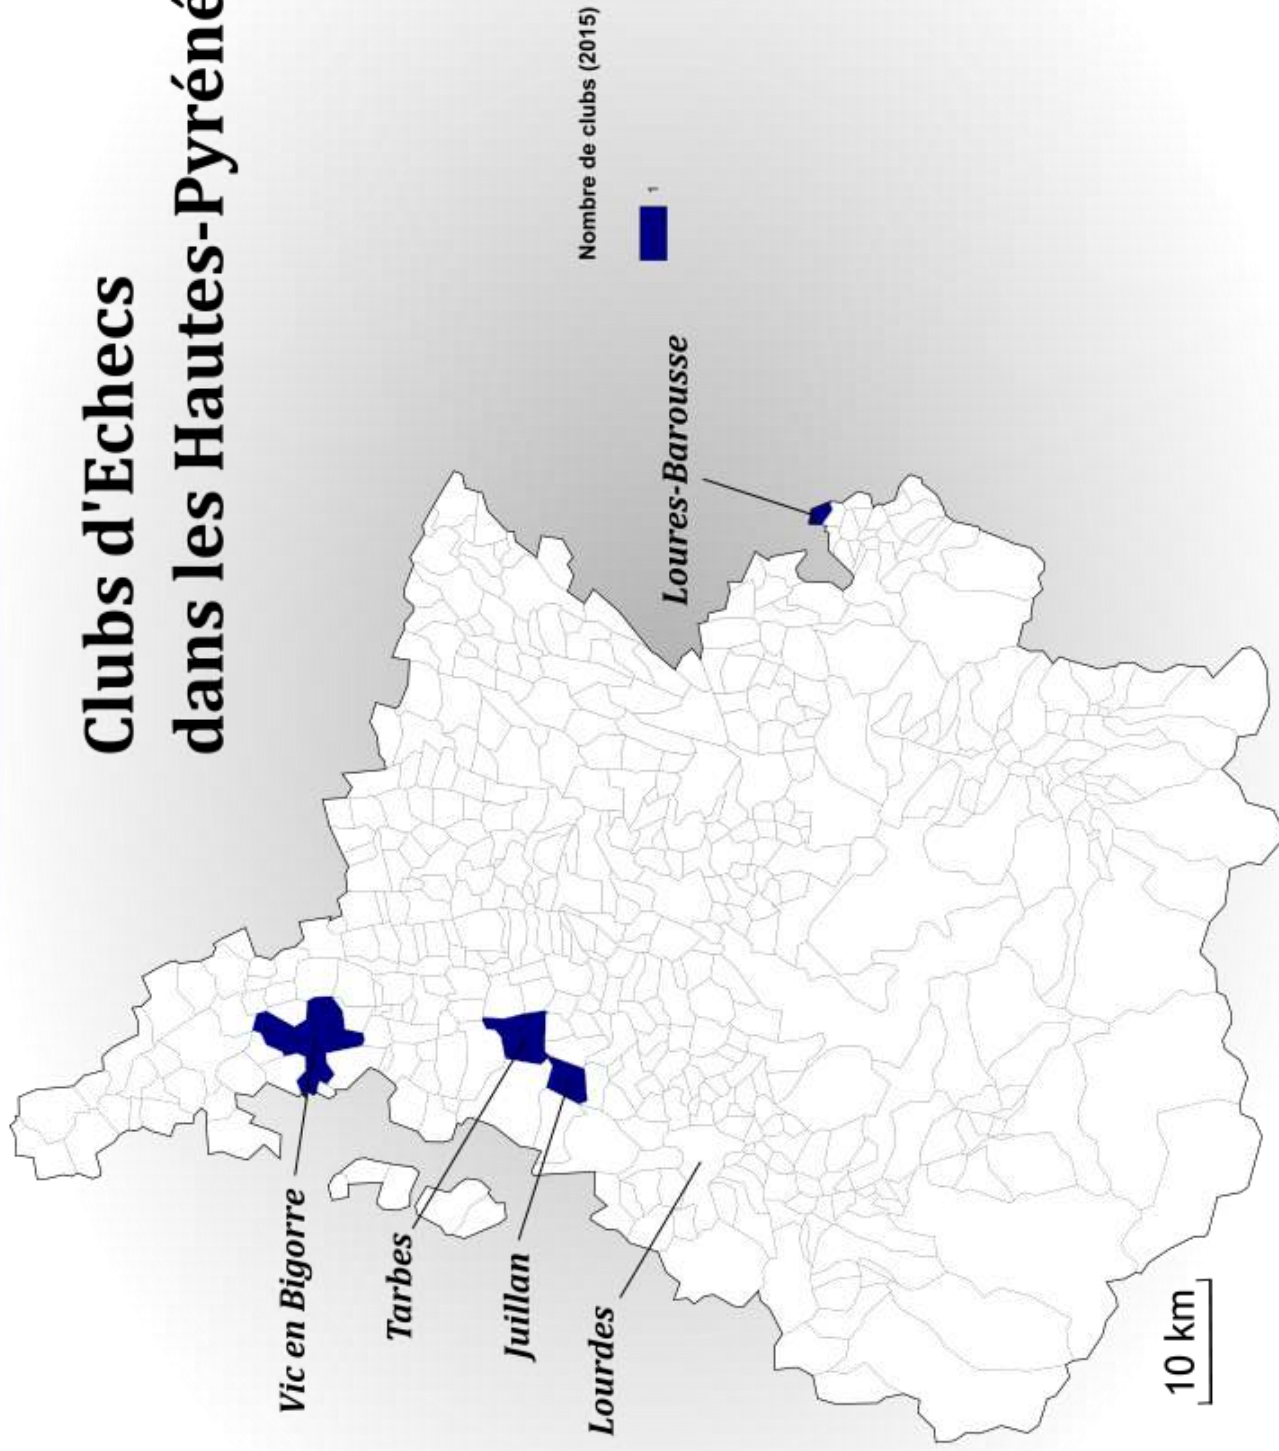 Clubs d'Echecs
dans les Hautes-Pyréné
Nombre de clubs (2015)
1
Loures-Barousse
Vic en Bigorre
Tarbes
Juillan
Lourdes
10 km